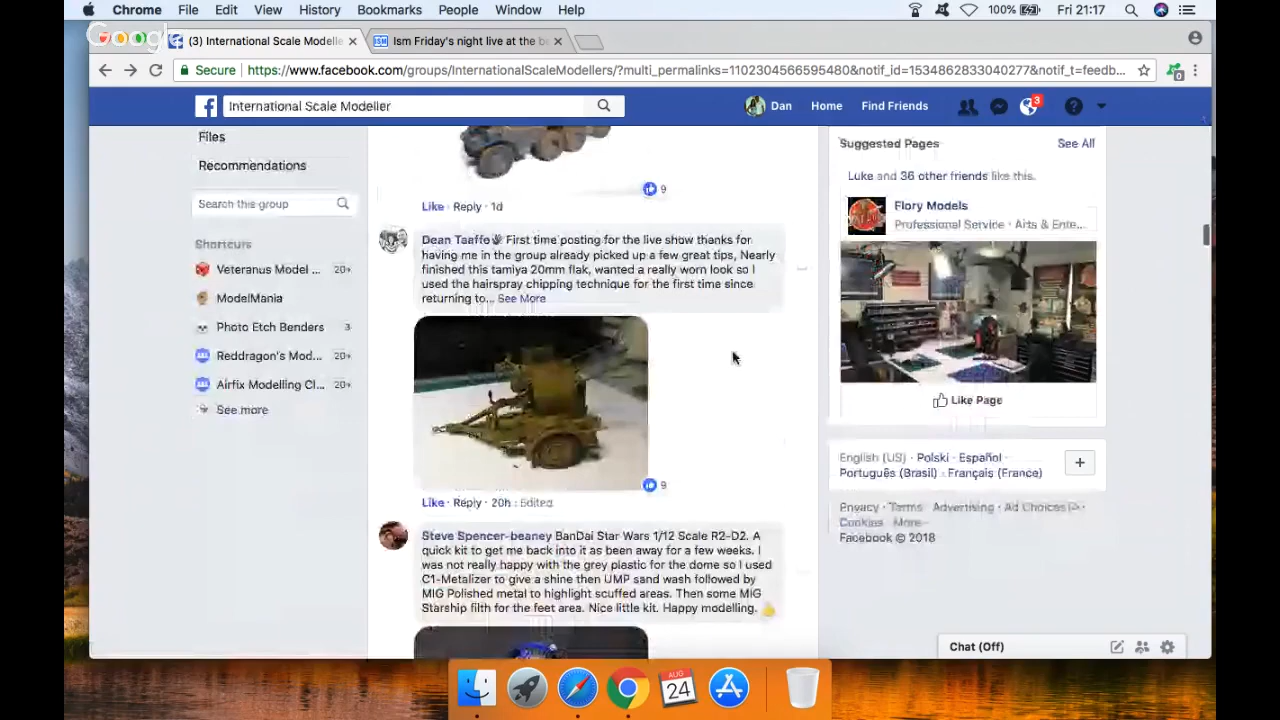 Chrome File Edit View History Bookmarks People Window Help 100% Fri 21:17
(3) International Scale Modelle
Ism Friday's night live at the be
Secure https://www.facebook.com/groups/InternationalScaleModellers/?multi_permalinks=1102304566595480&notif_id=1534862833040277&notif_t=feedb...
International Scale Modeller
Dan Home Find Friends 3
Files
Recommendations
Search this group
Shortcuts
Veteranus Model ... 20+
ModelMania
Photo Etch Benders 3
Reddragon's Mod... 20+
Airfix Modelling Cl... 20+
See more
9
Like · Reply · 1d
Dean Taaffe First time posting for the live show thanks for
having me in the group already picked up a few great tips, Nearly
finished this tamiya 20mm flak, wanted a really worn look so I
used the hairspray chipping technique for the first time since
returning to... See More
9
Like · Reply · 20h · Edited
Steve Spencer-beaney BanDai Star Wars 1/12 Scale R2-D2. A
quick kit to get me back into it as been away for a few weeks. I
was not really happy with the grey plastic for the dome so I used
C1-Metalizer to give a shine then UMP sand wash followed by
MIG Polished metal to highlight scuffed areas. Then some MIG
Starship filth for the feet area. Nice little kit. Happy modelling.
Suggested Pages See All
Luke and 36 other friends like this.
Flory Models
Professional Service · Arts & Ente...
Like Page
English (US) · Polski · Español ·
Português (Brasil) · Français (France)
Privacy · Terms · Advertising · Ad Choices ·
Cookies · More
Facebook © 2018
Chat (Off)
AUG
24